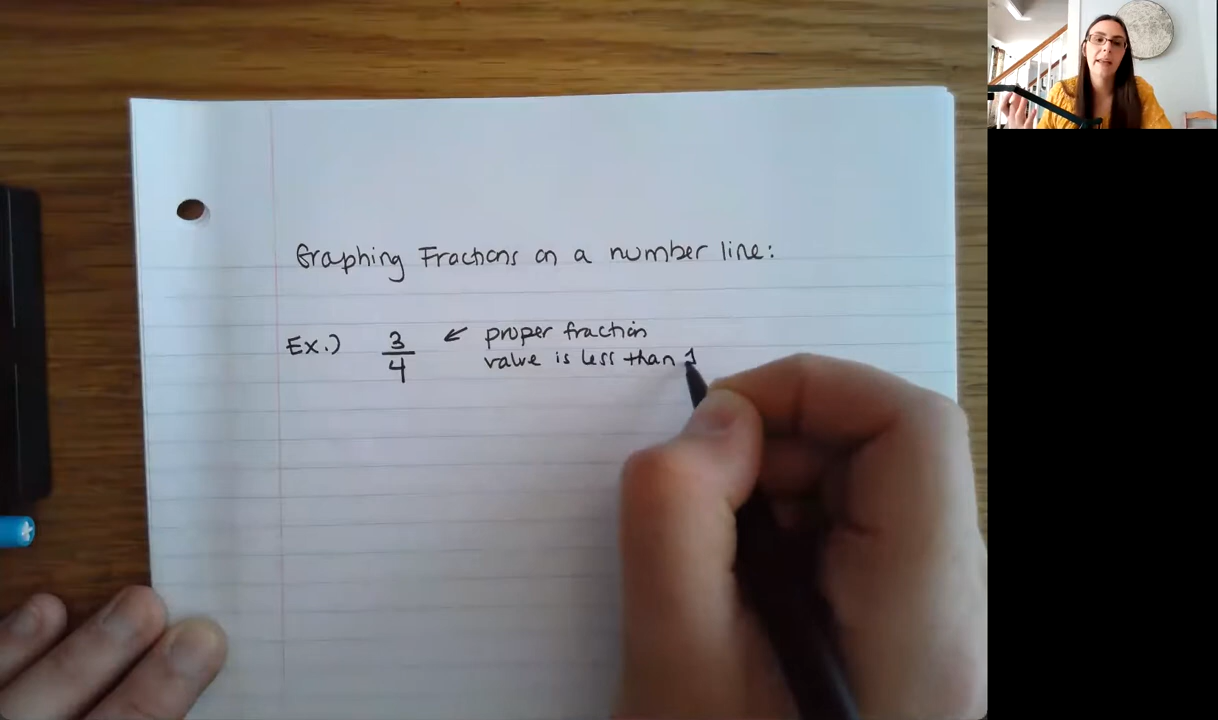 Graphing Fractions on a number line:
Ex.) 3/4 ← proper fraction
value is less than 1